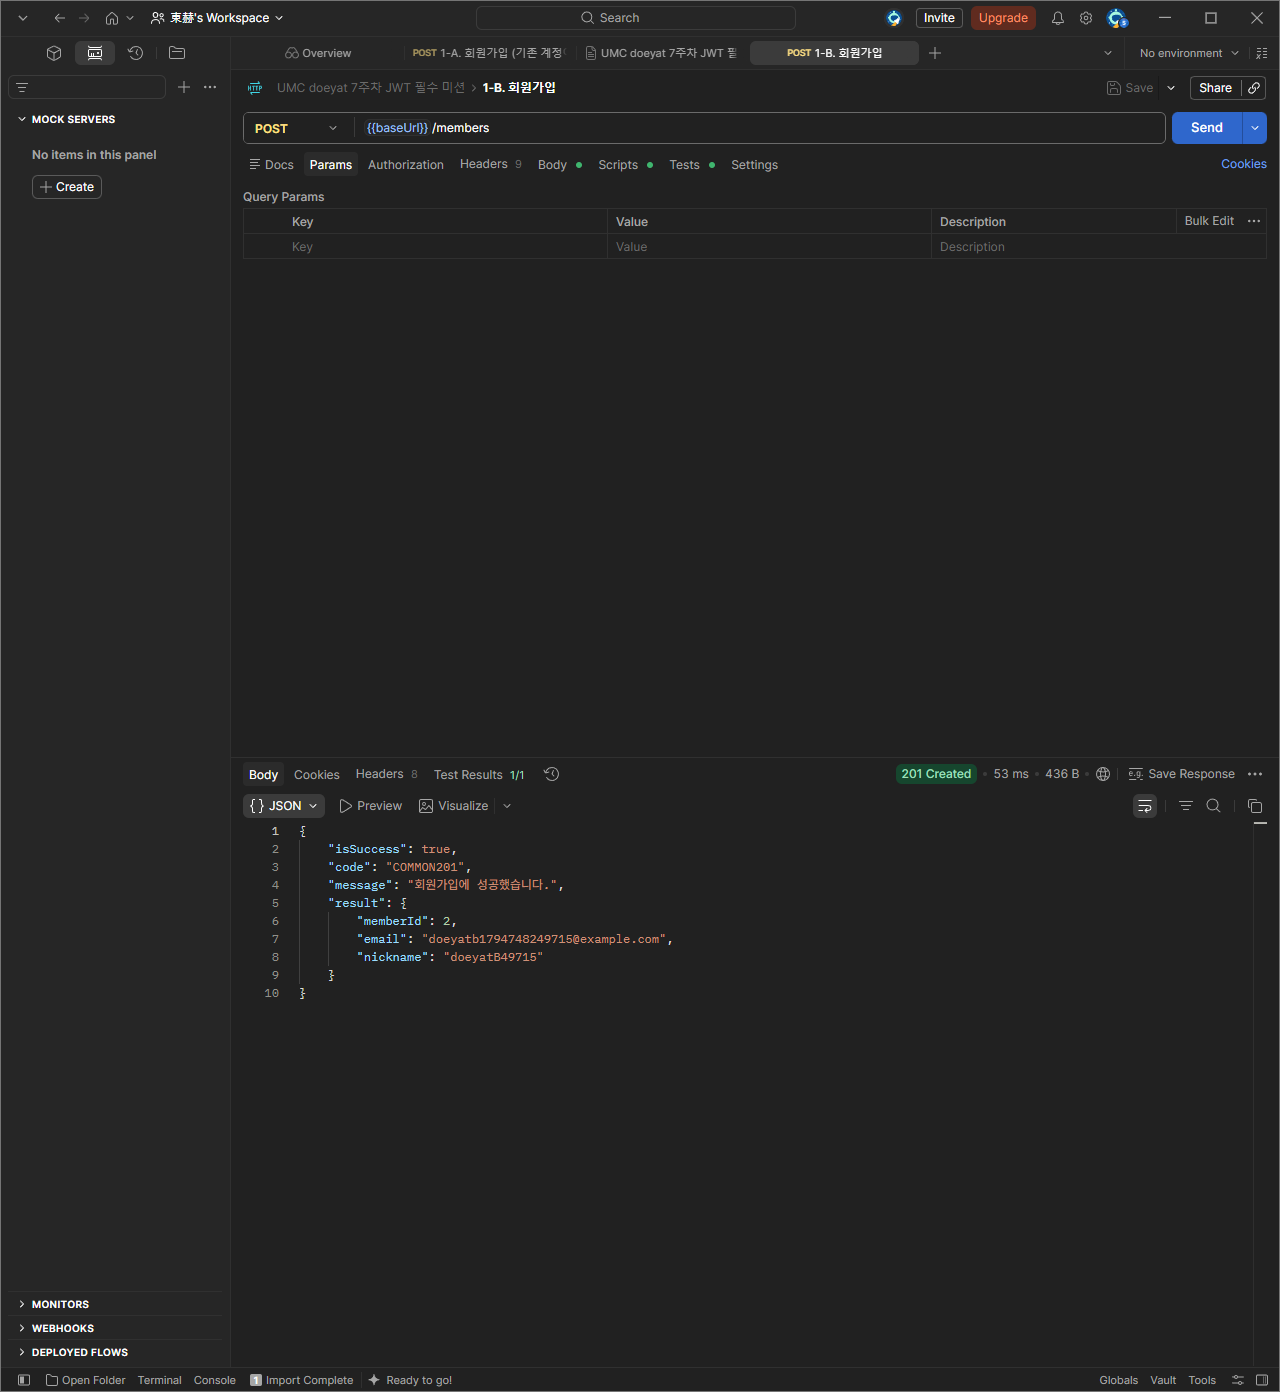 東赫's Workspace
Search
Invite
Upgrade
Overview
POST 1-A. 회원가입 (기존 계정
UMC doeyat 7주차 JWT 필
POST 1-B. 회원가입
No environment
HTTP
UMC doeyat 7주차 JWT 필수 미션 > 1-B. 회원가입
Save
Share
MOCK SERVERS
No items in this panel
Create
POST
{{baseUrl}} /members
Send
Docs
Params
Authorization
Headers 9
Body
Scripts
Tests
Settings
Cookies
Query Params
Key
Value
Description
Bulk Edit
Key
Value
Description
Body
Cookies
Headers 8
Test Results 1/1
201 Created
53 ms
436 B
e.g. Save Response
{} JSON
Preview
Visualize
1 {
2 "isSuccess": true,
3 "code": "COMMON201",
4 "message": "회원가입에 성공했습니다.",
5 "result": {
6 "memberId": 2,
7 "email": "doeyatb1794748249715@example.com",
8 "nickname": "doeyatB49715"
9 }
10 }
MONITORS
WEBHOOKS
DEPLOYED FLOWS
Open Folder
Terminal
Console
1 Import Complete
Ready to go!
Globals
Vault
Tools